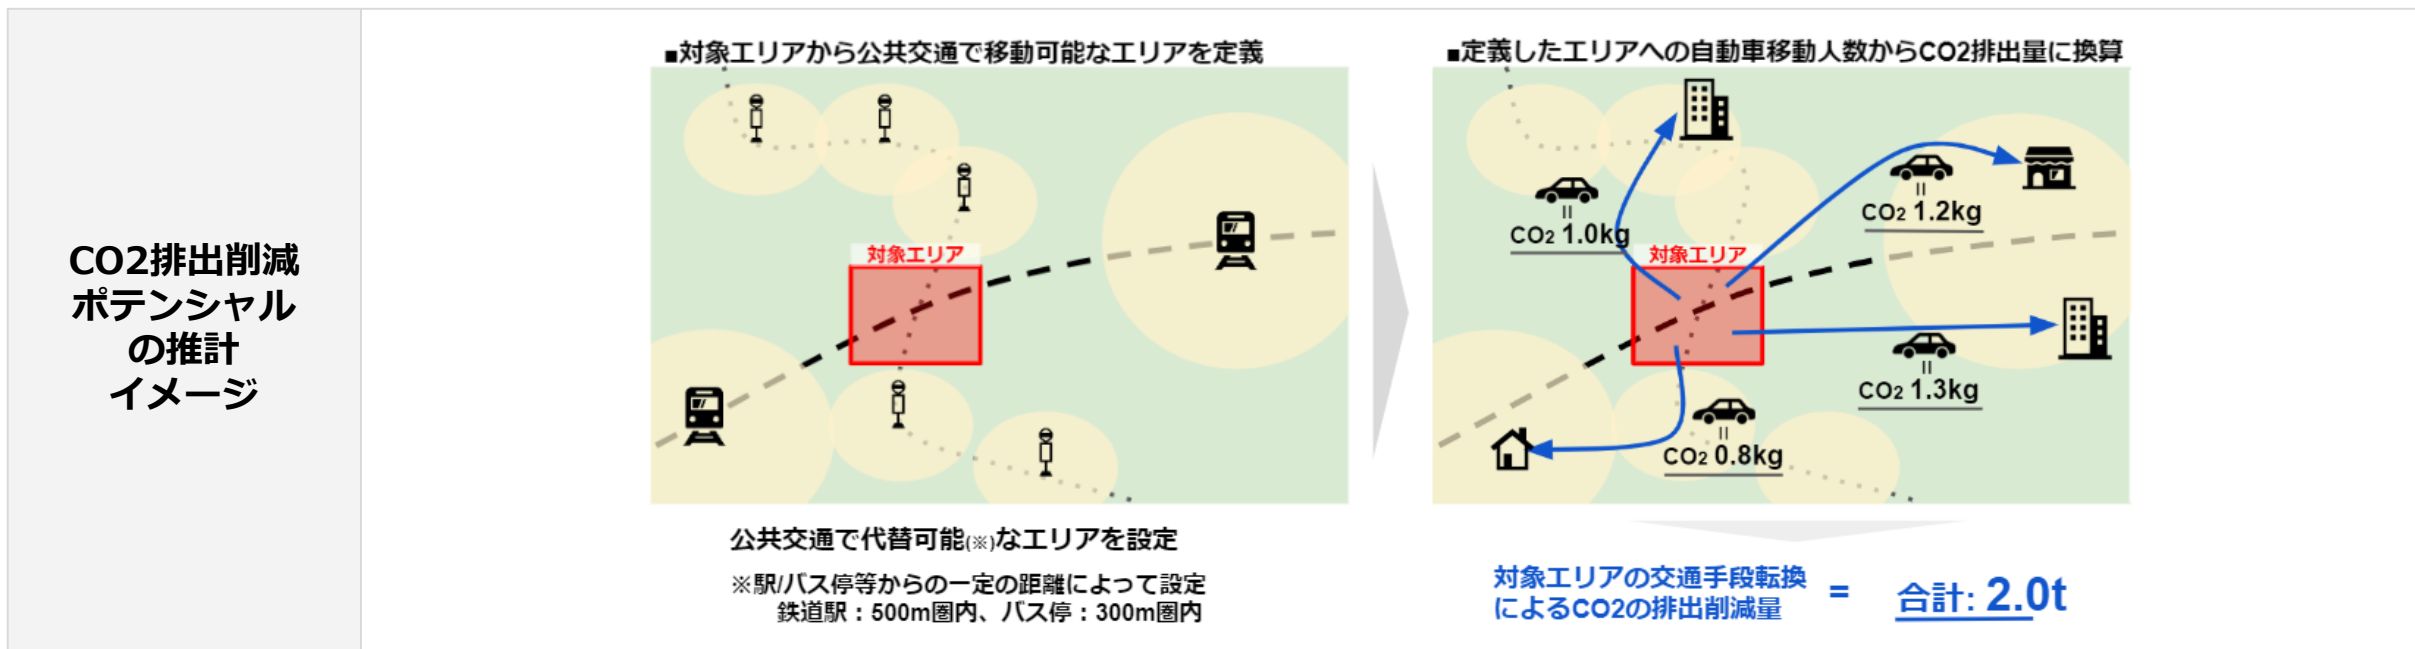 CO2排出削減
ポテンシャル
の推計
イメージ
■対象エリアから公共交通で移動可能なエリアを定義
対象エリア
公共交通で代替可能(※)なエリアを設定
※駅/バス停等からの一定の距離によって設定
鉄道駅：500m圏内、バス停：300m圏内
■定義したエリアへの自動車移動人数からCO2排出量に換算
CO2 1.0kg
CO2 1.2kg
対象エリア
CO2 1.3kg
CO2 0.8kg
対象エリアの交通手段転換
によるCO2の排出削減量
=
合計: 2.0t